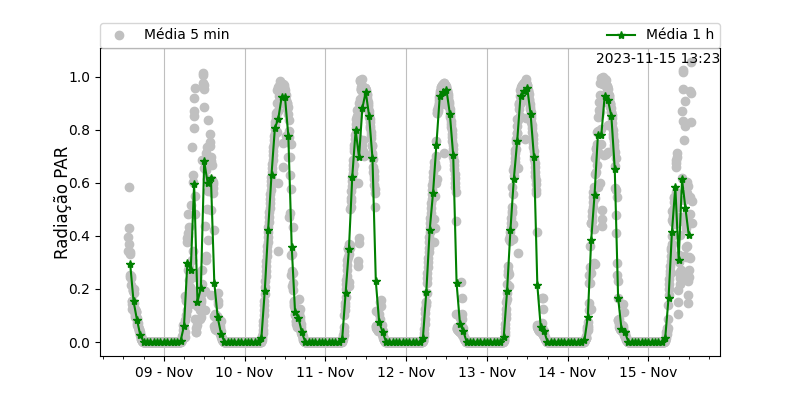 Média 5 min
Média 1 h
2023-11-15 13:23
Radiação PAR
1.0
0.8
0.6
0.4
0.2
0.0
09 - Nov
10 - Nov
11 - Nov
12 - Nov
13 - Nov
14 - Nov
15 - Nov